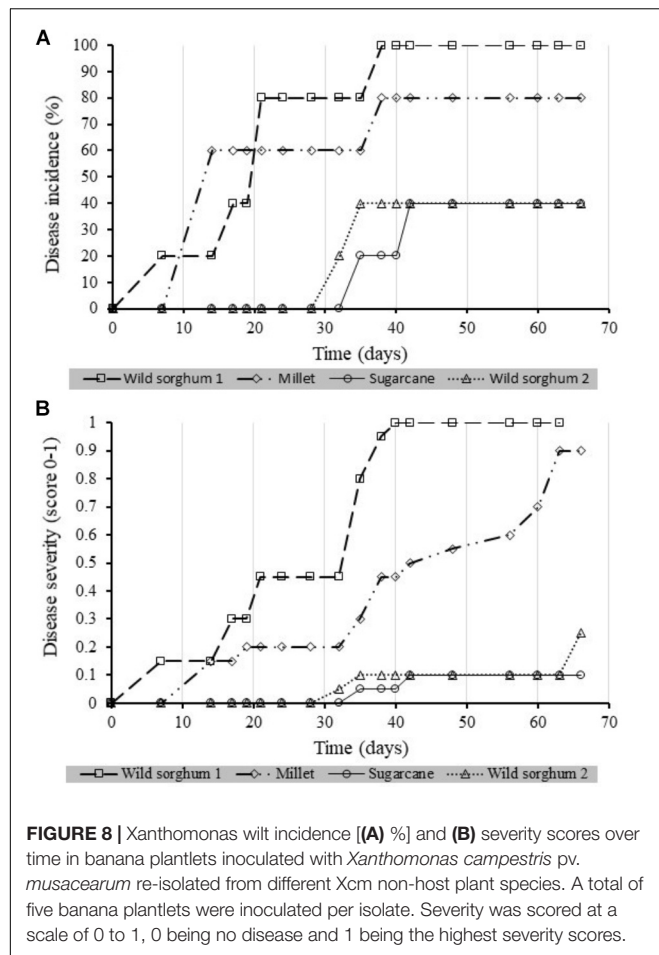 A
Disease incidence (%)
100
90
80
70
60
50
40
30
20
10
0
0 10 20 30 40 50 60 70
Time (days)
Wild sorghum 1 Millet Sugarcane Wild sorghum 2
B
Disease severity (score 0-1)
1
0.9
0.8
0.7
0.6
0.5
0.4
0.3
0.2
0.1
0
0 10 20 30 40 50 60 70
Time (days)
Wild sorghum 1 Millet Sugarcane Wild sorghum 2
FIGURE 8 | Xanthomonas wilt incidence [(A) %] and (B) severity scores over
time in banana plantlets inoculated with Xanthomonas campestris pv.
musacearum re-isolated from different Xcm non-host plant species. A total of
five banana plantlets were inoculated per isolate. Severity was scored at a
scale of 0 to 1, 0 being no disease and 1 being the highest severity scores.